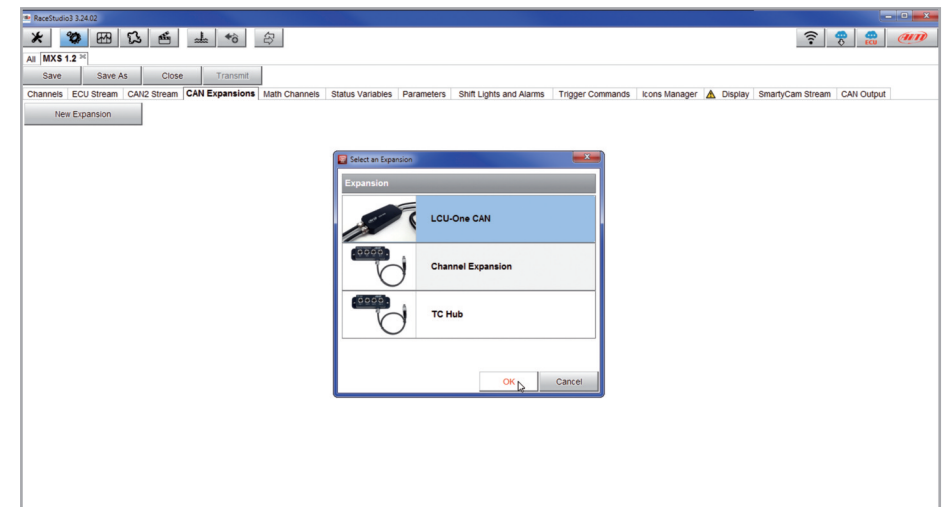 RaceStudio3 3.24.02
ECU
AiM
All MXS 1.2
Save Save As Close Transmit
Channels ECU Stream CAN2 Stream CAN Expansions Math Channels Status Variables Parameters Shift Lights and Alarms Trigger Commands Icons Manager Display SmartyCam Stream CAN Output
New Expansion
Select an Expansion
Expansion
LCU-One CAN
Channel Expansion
TC Hub
OK Cancel